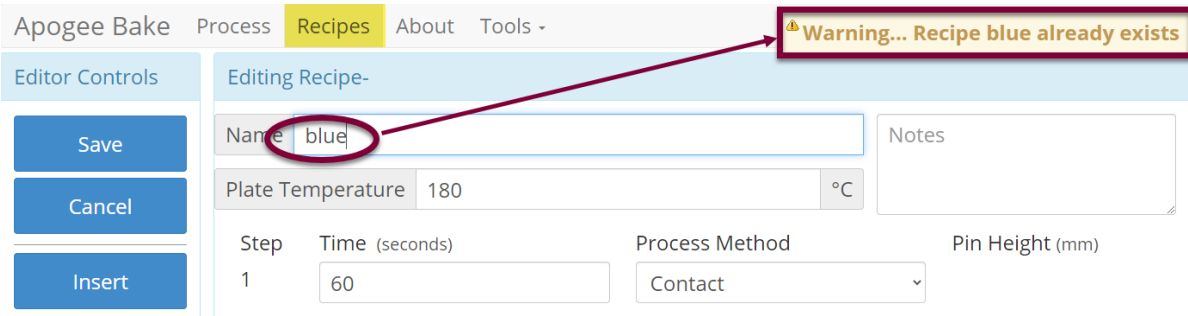 Apogee Bake Process Recipes About Tools
Warning... Recipe blue already exists
Editor Controls
Editing Recipe-
Save
Cancel
Insert
Name blue
Notes
Plate Temperature 180 °C
Step Time (seconds) Process Method Pin Height (mm)
1 60 Contact